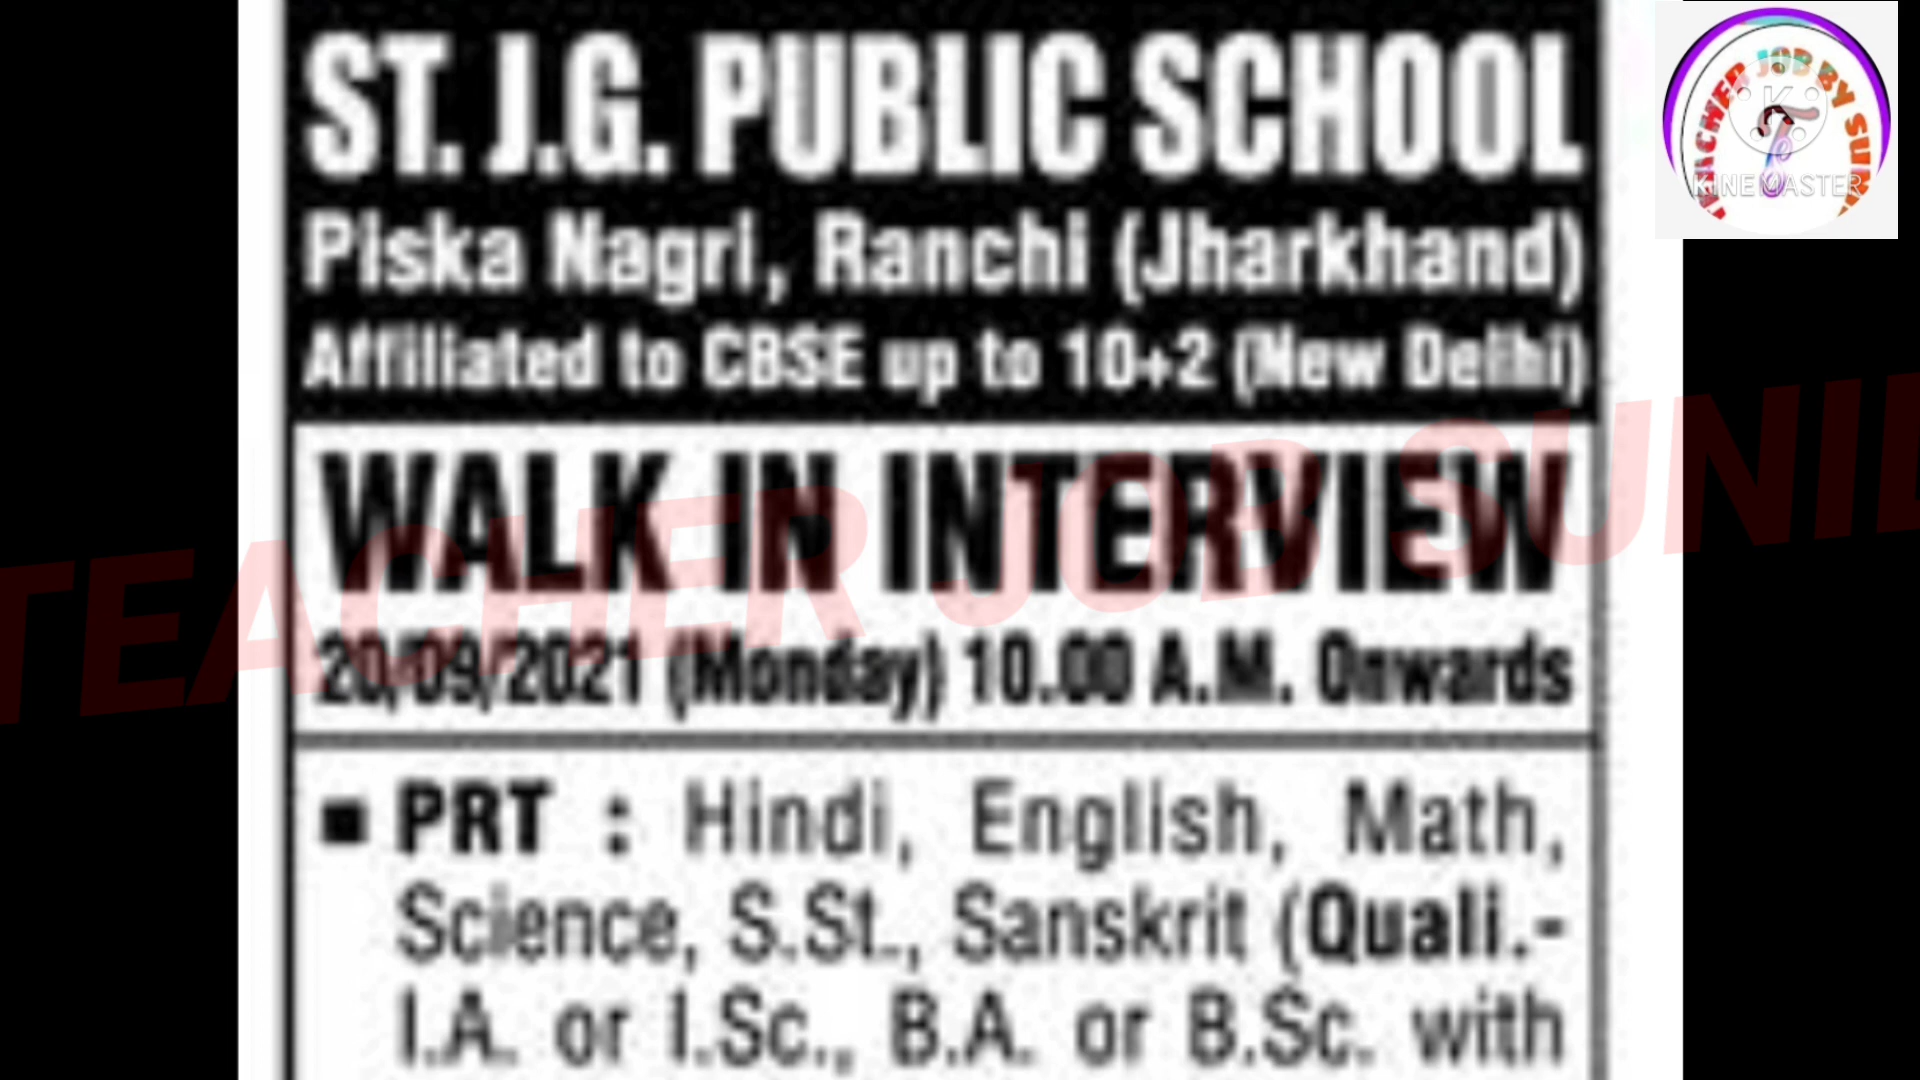 ST. J.G. PUBLIC SCHOOL
Piska Nagri, Ranchi (Jharkhand)
Affiliated to CBSE up to 10+2 (New Delhi)
WALK IN INTERVIEW
20/09/2021 (Monday) 10.00 A.M. Onwards
■ PRT : Hindi, English, Math,
Science, S.St., Sanskrit (Quali.-
I.A. or I.Sc., B.A. or B.Sc. with
TEACHER JOB SUNIL
TEACHER JOB BY
KINEMASTER